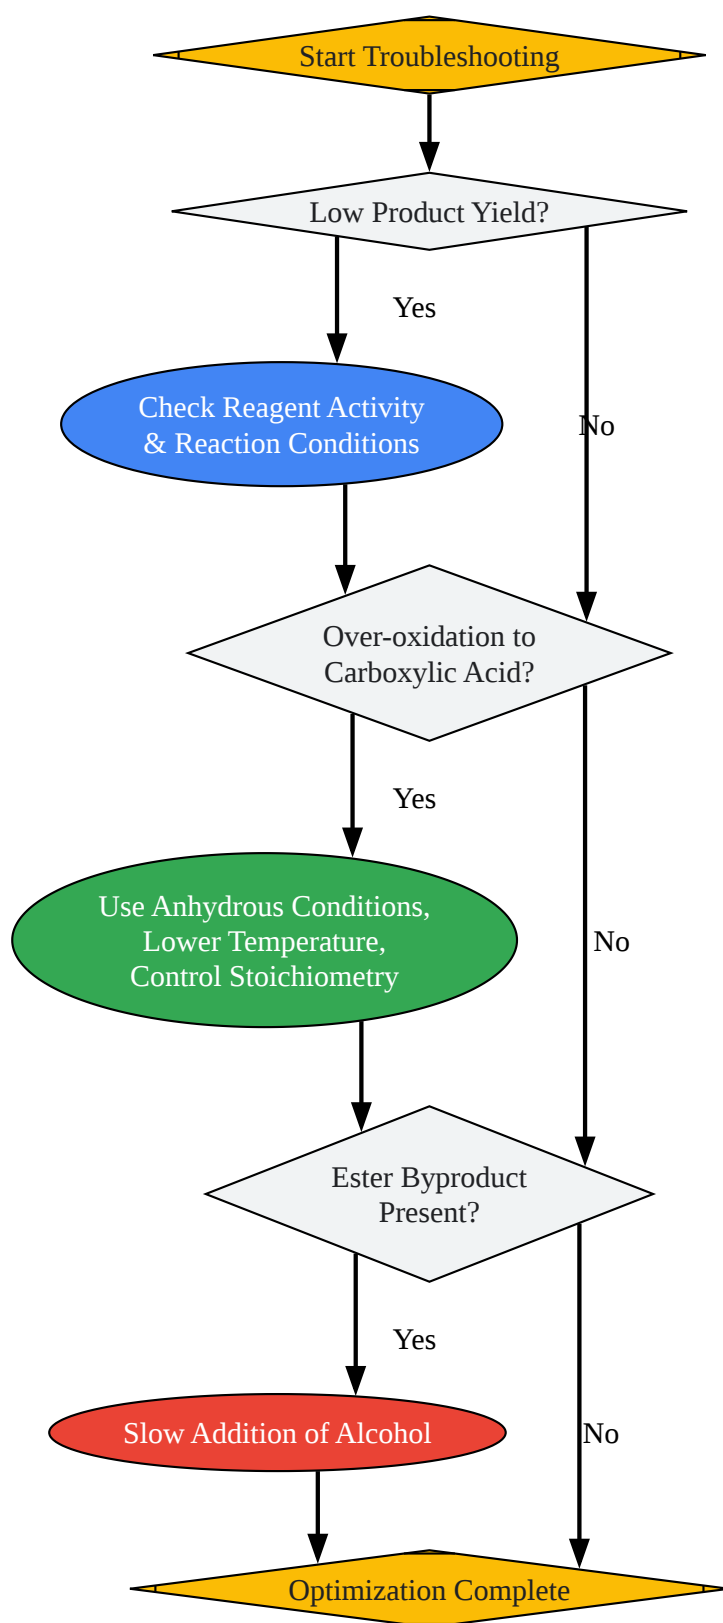 Start Troubleshooting
Low Product Yield?
Yes
Check Reagent Activity
& Reaction Conditions
No
Over-oxidation to
Carboxylic Acid?
Yes
Use Anhydrous Conditions,
Lower Temperature,
Control Stoichiometry
No
Ester Byproduct
Present?
Yes
Slow Addition of Alcohol
No
Optimization Complete